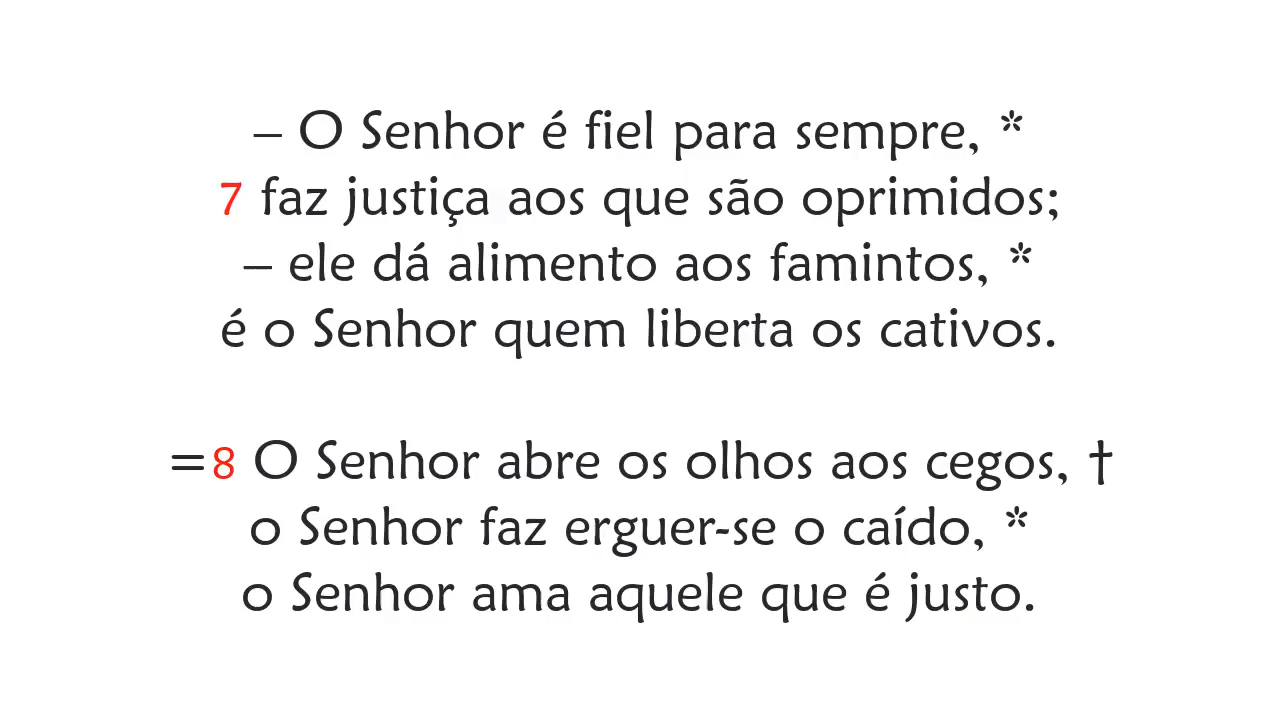 – O Senhor é fiel para sempre, *
7 faz justiça aos que são oprimidos;
– ele dá alimento aos famintos, *
é o Senhor quem liberta os cativos.
=8 O Senhor abre os olhos aos cegos, †
o Senhor faz erguer-se o caído, *
o Senhor ama aquele que é justo.